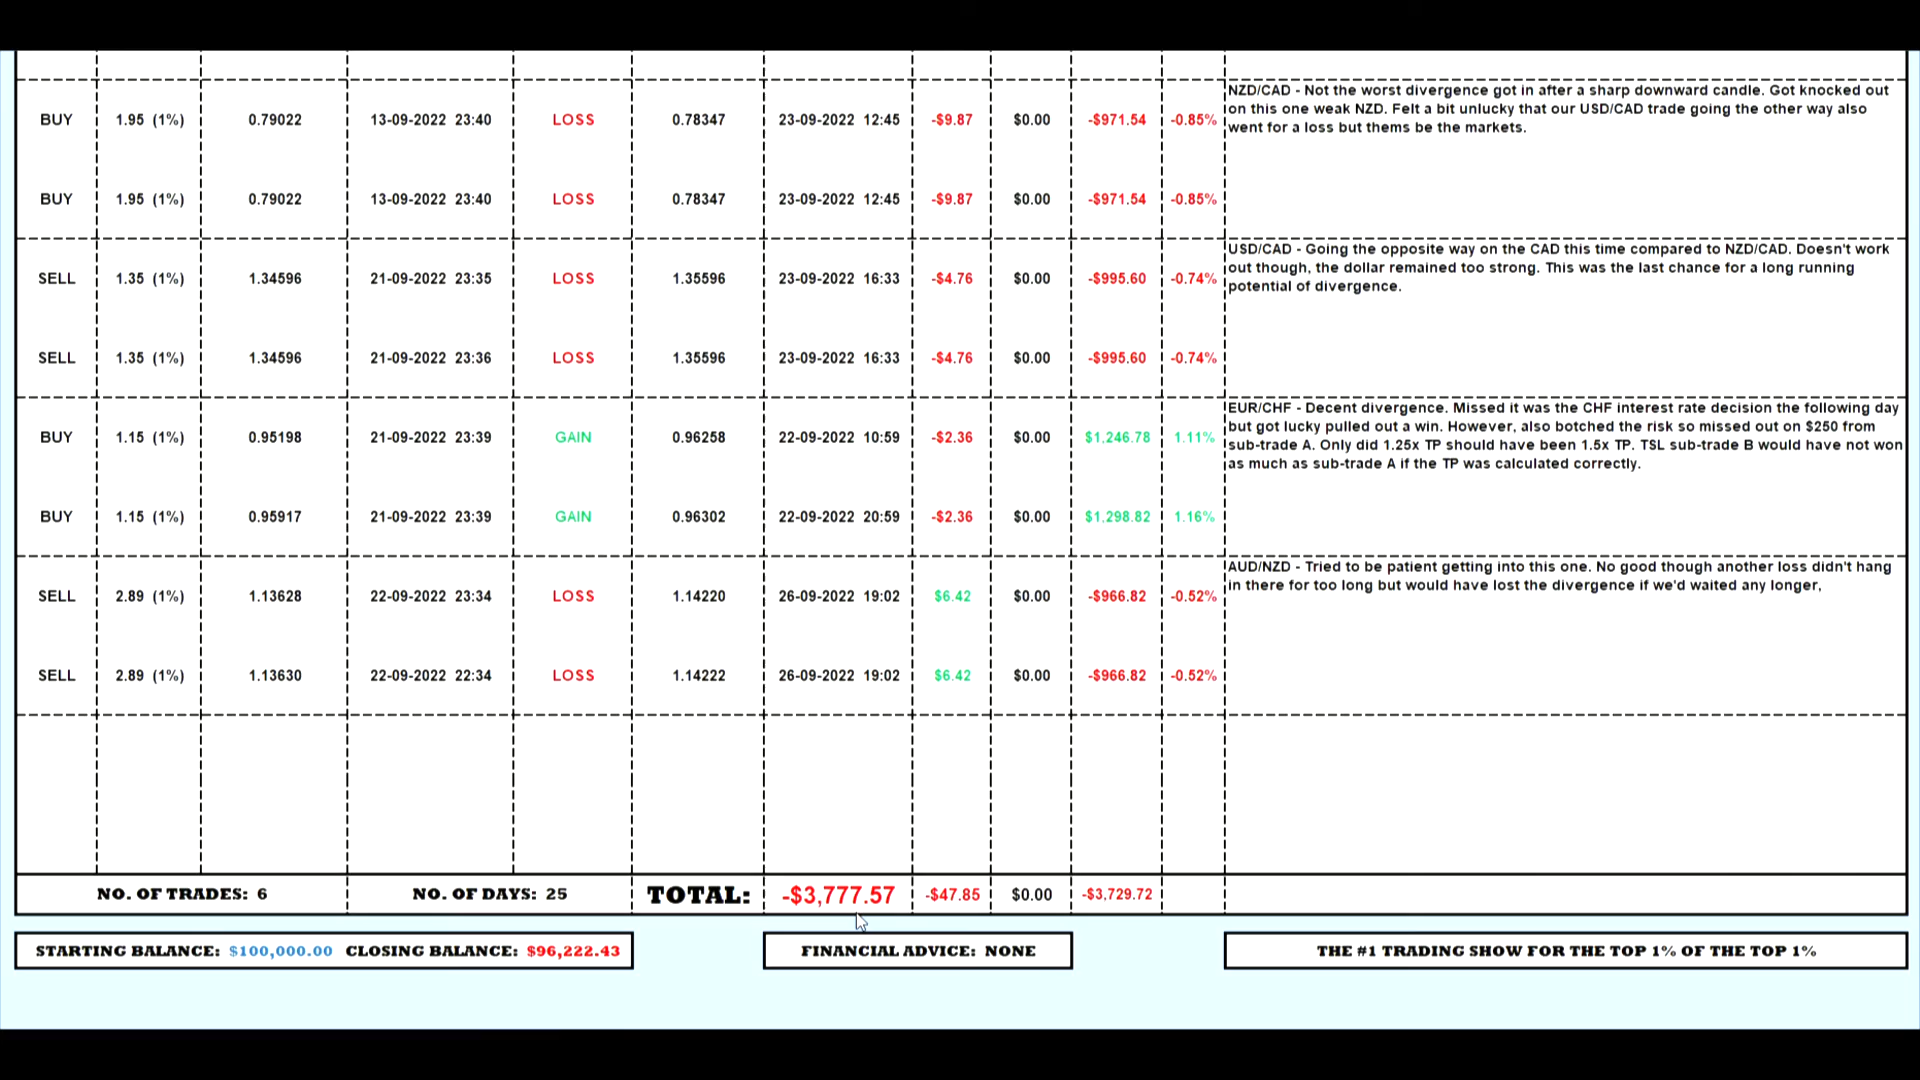 BUY 1.95 (1%) 0.79022 13-09-2022 23:40 LOSS 0.78347 23-09-2022 12:45 -$9.87 $0.00 -$971.54 -0.85%
NZD/CAD - Not the worst divergence got in after a sharp downward candle. Got knocked out
on this one weak NZD. Felt a bit unlucky that our USD/CAD trade going the other way also
went for a loss but thems be the markets.
BUY 1.95 (1%) 0.79022 13-09-2022 23:40 LOSS 0.78347 23-09-2022 12:45 -$9.87 $0.00 -$971.54 -0.85%
SELL 1.35 (1%) 1.34596 21-09-2022 23:35 LOSS 1.35596 23-09-2022 16:33 -$4.76 $0.00 -$995.60 -0.74%
USD/CAD - Going the opposite way on the CAD this time compared to NZD/CAD. Doesn't work
out though, the dollar remained too strong. This was the last chance for a long running
potential of divergence.
SELL 1.35 (1%) 1.34596 21-09-2022 23:36 LOSS 1.35596 23-09-2022 16:33 -$4.76 $0.00 -$995.60 -0.74%
BUY 1.15 (1%) 0.95198 21-09-2022 23:39 GAIN 0.96258 22-09-2022 10:59 -$2.36 $0.00 $1,246.78 1.11%
EUR/CHF - Decent divergence. Missed it was the CHF interest rate decision the following day
but got lucky pulled out a win. However, also botched the risk so missed out on $250 from
sub-trade A. Only did 1.25x TP should have been 1.5x TP. TSL sub-trade B would have not won
as much as sub-trade A if the TP was calculated correctly.
BUY 1.15 (1%) 0.95917 21-09-2022 23:39 GAIN 0.96302 22-09-2022 20:59 -$2.36 $0.00 $1,298.82 1.16%
SELL 2.89 (1%) 1.13628 22-09-2022 23:34 LOSS 1.14220 26-09-2022 19:02 $6.42 $0.00 -$966.82 -0.52%
AUD/NZD - Tried to be patient getting into this one. No good though another loss didn't hang
in there for too long but would have lost the divergence if we'd waited any longer,
SELL 2.89 (1%) 1.13630 22-09-2022 22:34 LOSS 1.14222 26-09-2022 19:02 $6.42 $0.00 -$966.82 -0.52%
NO. OF TRADES: 6 NO. OF DAYS: 25 TOTAL: -$3,777.57 -$47.85 $0.00 -$3,729.72
STARTING BALANCE: $100,000.00 CLOSING BALANCE: $96,222.43 FINANCIAL ADVICE: NONE THE #1 TRADING SHOW FOR THE TOP 1% OF THE TOP 1%